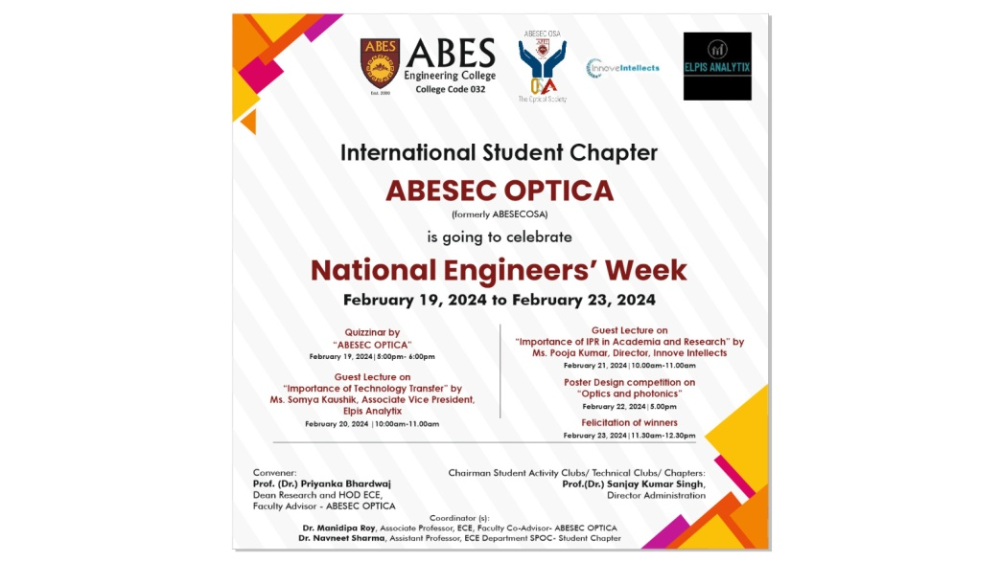 ABES
ABES
Engineering College
College Code 032
Estd. 2000
ABESEC OSA
OSA
The Optical Society
innoveIntellects
ELPIS ANALYTIX
International Student Chapter
ABESEC OPTICA
(formerly ABESECOSA)
is going to celebrate
National Engineers’ Week
February 19, 2024 to February 23, 2024
Quizzinar by
“ABESEC OPTICA”
February 19, 2024|5:00pm- 6:00pm
Guest Lecture on
“Importance of Technology Transfer” by
Ms. Somya Kaushik, Associate Vice President,
Elpis Analytix
February 20, 2024 |10:00am-11.00am
Guest Lecture on
“Importance of IPR in Academia and Research” by
Ms. Pooja Kumar, Director, Innove Intellects
February 21, 2024|10.00am-11.00am
Poster Design competition on
“Optics and photonics”
February 22, 2024|5.00pm
Felicitation of winners
February 23, 2024|11.30am-12.30pm
Convener:
Prof. (Dr.) Priyanka Bhardwaj
Dean Research and HOD ECE,
Faculty Advisor - ABESEC OPTICA
Chairman Student Activity Clubs/ Technical Clubs/ Chapters:
Prof.(Dr.) Sanjay Kumar Singh,
Director Administration
Coordinator (s):
Dr. Manidipa Roy, Associate Professor, ECE, Faculty Co-Advisor- ABESEC OPTICA
Dr. Navneet Sharma, Assistant Professor, ECE Department SPOC- Student Chapter